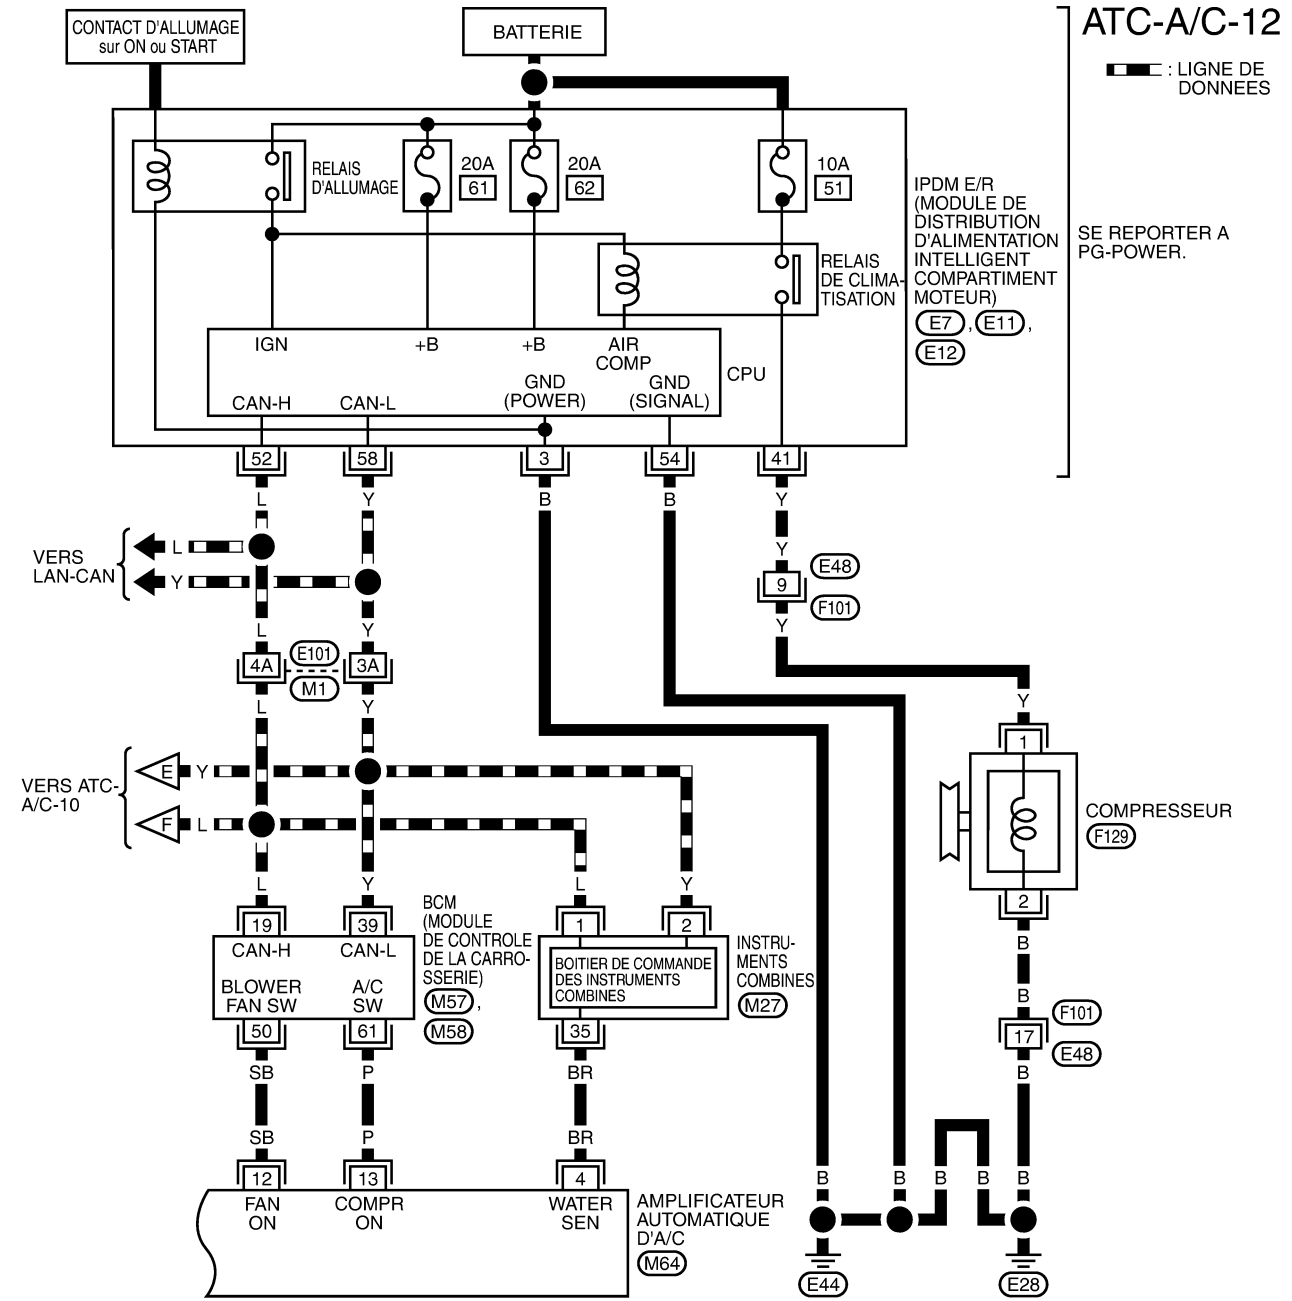 CONTACT D'ALLUMAGE
sur ON ou START
BATTERIE
ATC-A/C-12
: LIGNE DE
DONNEES
RELAIS
D'ALLUMAGE
20A
61
20A
62
10A
51
IPDM E/R
(MODULE DE
DISTRIBUTION
D'ALIMENTATION
INTELLIGENT
COMPARTIMENT
MOTEUR)
E7 , E11 ,
E12
SE REPORTER A
PG-POWER.
RELAIS
DE CLIMA-
TISATION
IGN
+B
+B
AIR
COMP
CPU
CAN-H
CAN-L
GND
(POWER)
GND
(SIGNAL)
52
58
3
54
41
L
Y
B
B
Y
VERS
LAN-CAN
L
Y
Y
E48
9
F101
Y
L
Y
4A
E101
M1
3A
L
Y
Y
VERS ATC-
A/C-10
E
Y
F
L
1
COMPRESSEUR
F129
2
L
Y
L
Y
19
39
1
2
CAN-H
CAN-L
BLOWER
FAN SW
A/C
SW
BCM
(MODULE
DE CONTROLE
DE LA CARRO-
SSERIE)
M57 ,
M58
BOITIER DE COMMANDE
DES INSTRUMENTS
COMBINES
INSTRU-
MENTS
COMBINES
M27
50
61
35
B
B
F101
17
E48
B
SB
P
BR
SB
P
BR
12
13
4
FAN
ON
COMPR
ON
WATER
SEN
AMPLIFICATEUR
AUTOMATIQUE
D'A/C
M64
B
B
B
B
B
E44
E28